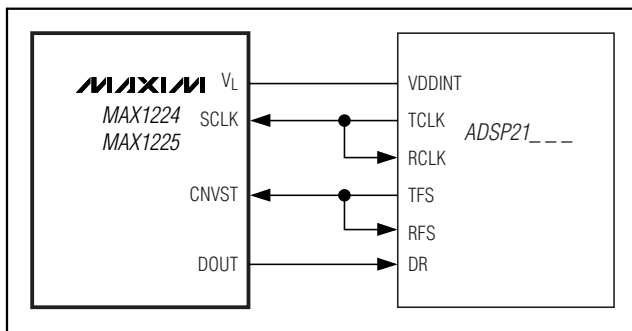 MAXIM
MAX1224
MAX1225
VL
SCLK
CNVST
DOUT
VDDINT
TCLK
RCLK
TFS
RFS
DR
ADSP21_ _ _